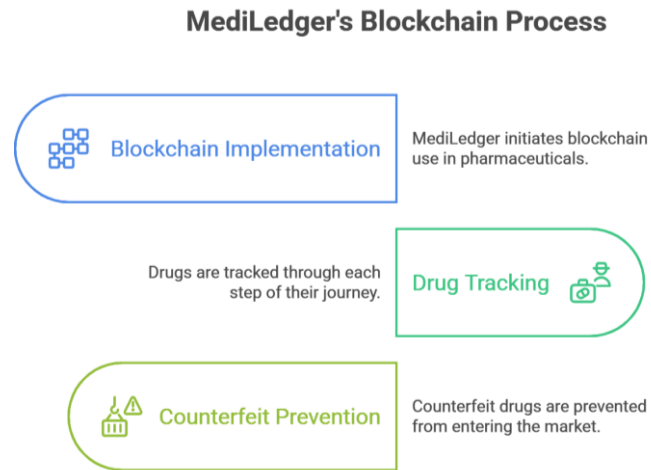 MediLedger's Blockchain Process
Blockchain Implementation
MediLedger initiates blockchain
use in pharmaceuticals.
Drugs are tracked through each
step of their journey.
Drug Tracking
Counterfeit Prevention
Counterfeit drugs are prevented
from entering the market.